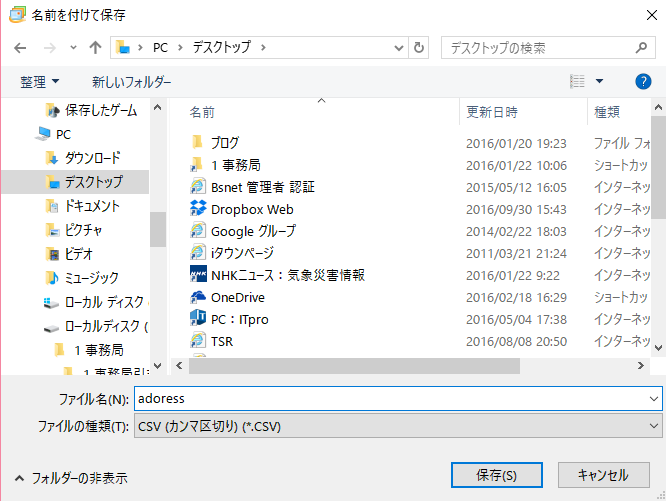 名前を付けて保存
PC > デスクトップ >
デスクトップの検索
整理
新しいフォルダー
保存したゲーム
PC
ダウンロード
デスクトップ
ドキュメント
ピクチャ
ビデオ
ミュージック
ローカル ディスク (
ローカルディスク (
1 事務局
名前 更新日時 種類
ブログ 2016/01/20 19:23 ファイル フォ
1 事務局 2016/01/22 10:06 ショートカッ
Bsnet 管理者 認証 2015/05/12 16:05 インターネッ
Dropbox Web 2016/09/30 15:43 インターネッ
Google グループ 2014/02/22 18:03 インターネッ
iタウンページ 2011/03/21 21:24 インターネッ
NHKニュース：気象災害情報 2016/01/22 9:22 インターネッ
OneDrive 2016/02/18 16:29 ショートカッ
PC：ITpro 2016/05/04 17:38 インターネッ
TSR 2016/08/08 20:50 インターネッ
ファイル名(N): adoress
ファイルの種類(T): CSV (カンマ区切り) (*.CSV)
フォルダーの非表示
保存(S)
キャンセル